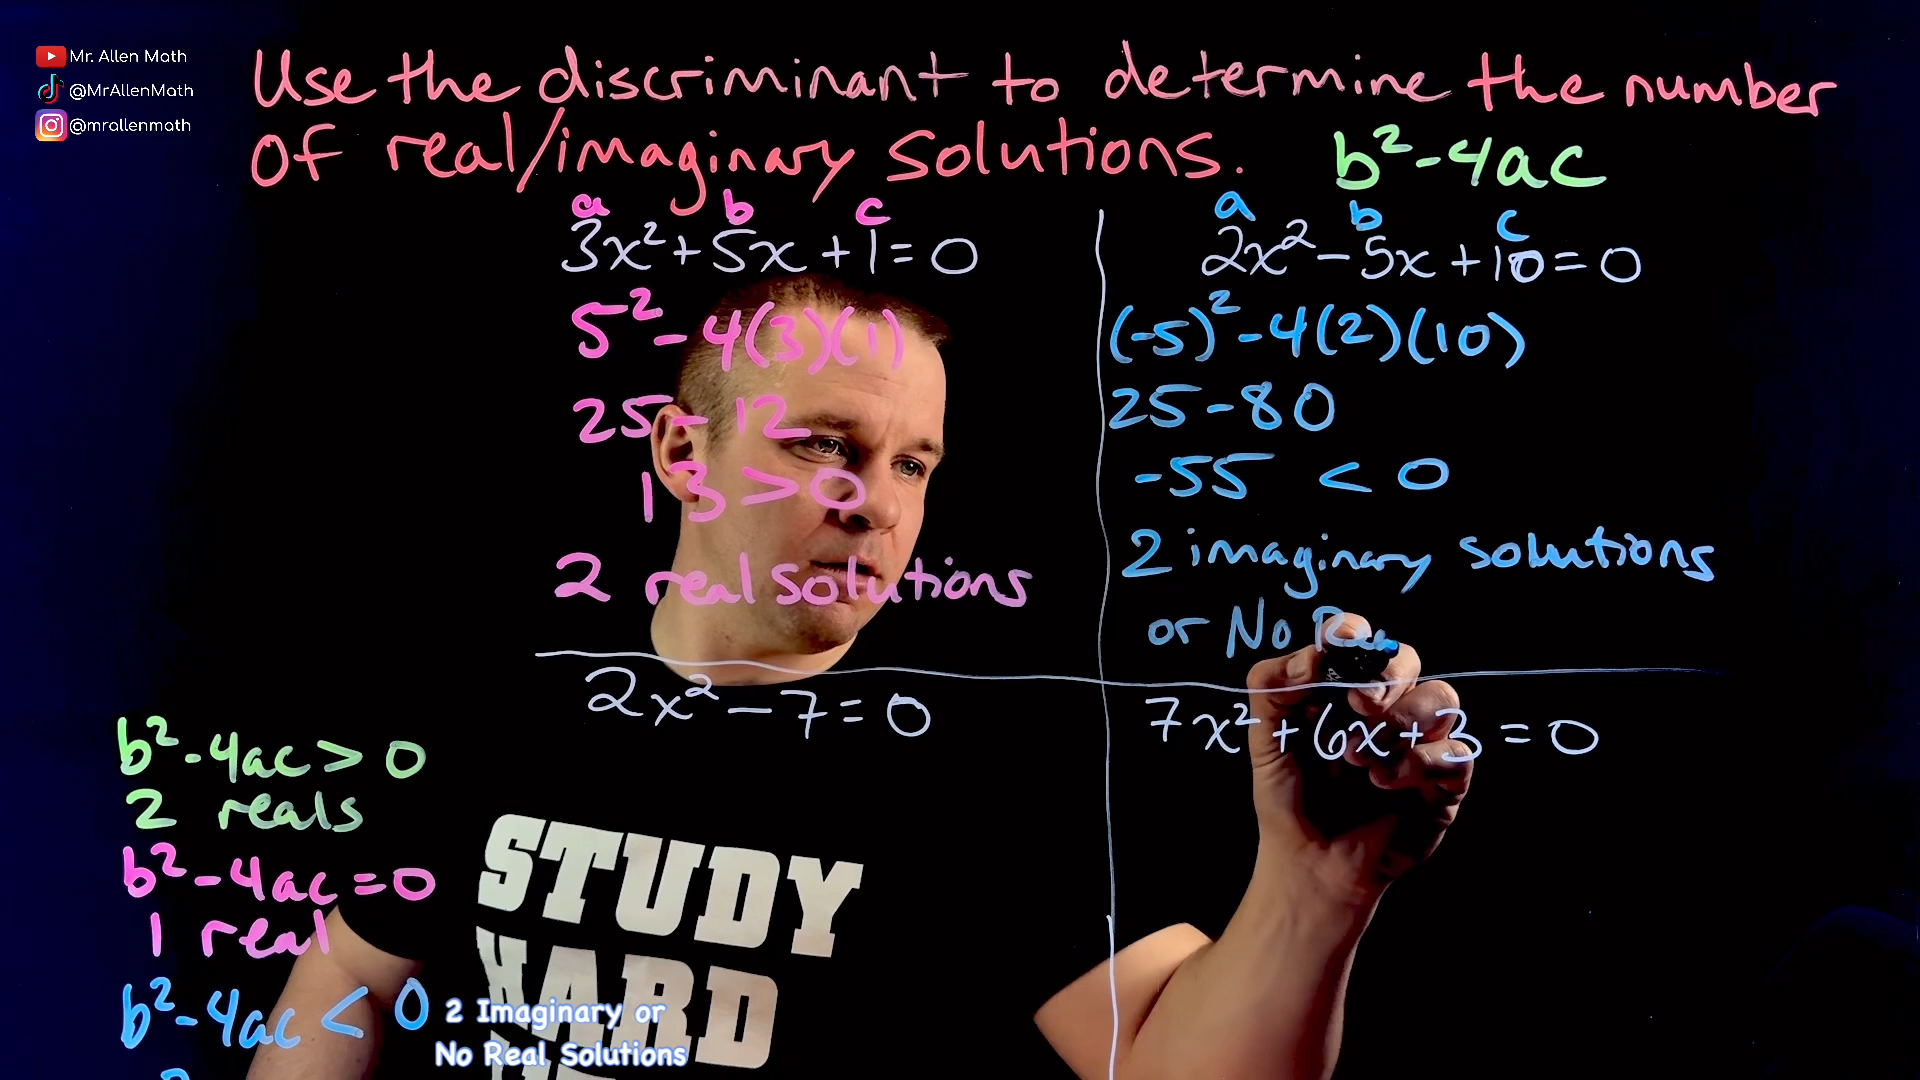 Mr. Allen Math
@MrAllenMath
@mrallenmath
Use the discriminant to determine the number
of real/imaginary solutions. b²-4ac
a b c
3x²+5x+1=0
5²-4(3)(1)
25-12
13>0
2 real solutions
a b c
2x²-5x+10=0
(-5)²-4(2)(10)
25-80
-55 < 0
2 imaginary solutions
or No Rea
2x²-7=0
7x²+6x+3=0
b²-4ac>0
2 reals
b²-4ac=0
1 real
b²-4ac<0
2 Imaginary or
No Real Solutions
STUDY
HARD